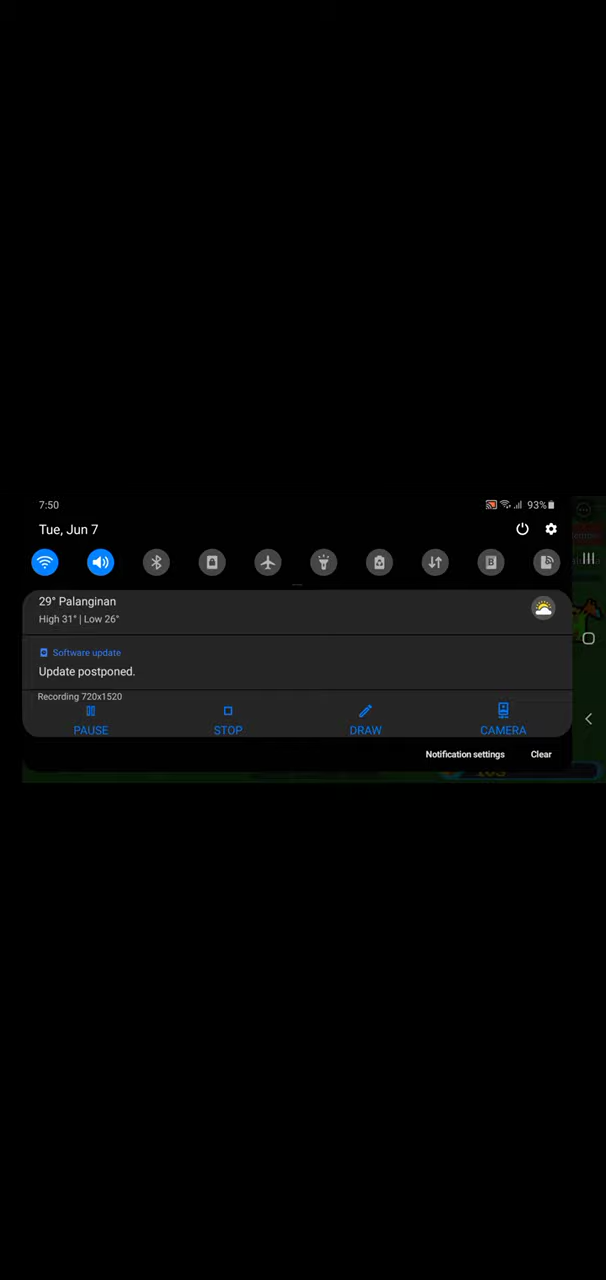 7:50
93%
Tue, Jun 7
29° Palanginan
High 31° | Low 26°
Software update
Update postponed.
Recording 720x1520
PAUSE
STOP
DRAW
CAMERA
Notification settings
Clear
103